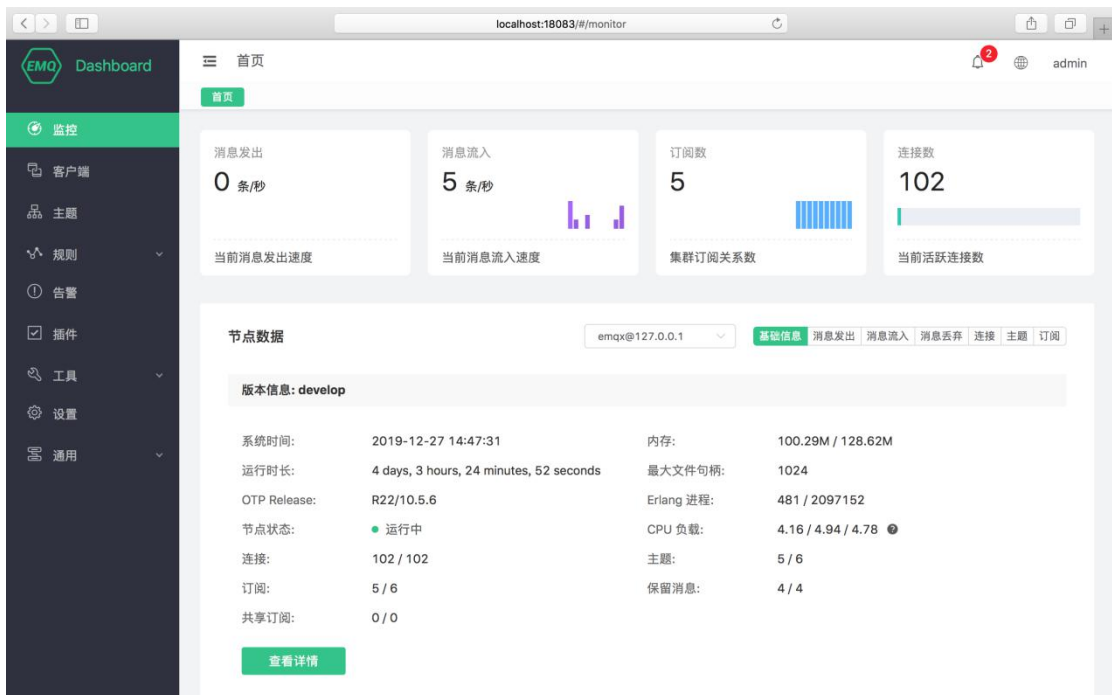 localhost:18083/#/monitor
EMQ Dashboard
首页
2
admin
首页
监控
客户端
主题
规则
告警
插件
工具
设置
通用
消息发出
0 条/秒
当前消息发出速度
消息流入
5 条/秒
当前消息流入速度
订阅数
5
集群订阅关系数
连接数
102
当前活跃连接数
节点数据
emqx@127.0.0.1
基础信息 消息发出 消息流入 消息丢弃 连接 主题 订阅
版本信息: develop
系统时间: 2019-12-27 14:47:31 内存: 100.29M / 128.62M
运行时长: 4 days, 3 hours, 24 minutes, 52 seconds 最大文件句柄: 1024
OTP Release: R22/10.5.6 Erlang 进程: 481 / 2097152
节点状态: 运行中 CPU 负载: 4.16 / 4.94 / 4.78
连接: 102 / 102 主题: 5 / 6
订阅: 5 / 6 保留消息: 4 / 4
共享订阅: 0 / 0
查看详情